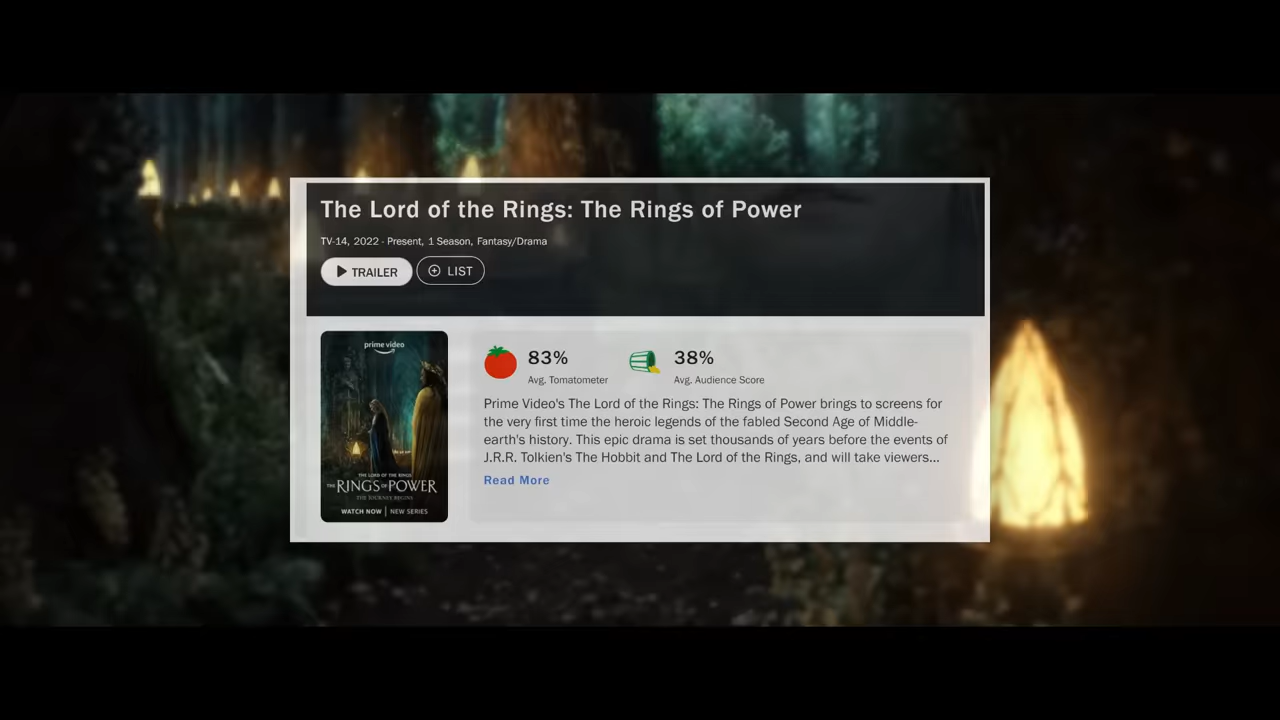 The Lord of the Rings: The Rings of Power
TV-14, 2022 - Present, 1 Season, Fantasy/Drama
TRAILER
LIST
prime video
THE LORD OF THE RINGS
THE RINGS OF POWER
THE JOURNEY BEGINS
WATCH NOW | NEW SERIES
83%
Avg. Tomatometer
38%
Avg. Audience Score
Prime Video's The Lord of the Rings: The Rings of Power brings to screens for
the very first time the heroic legends of the fabled Second Age of Middle-
earth's history. This epic drama is set thousands of years before the events of
J.R.R. Tolkien's The Hobbit and The Lord of the Rings, and will take viewers...
Read More